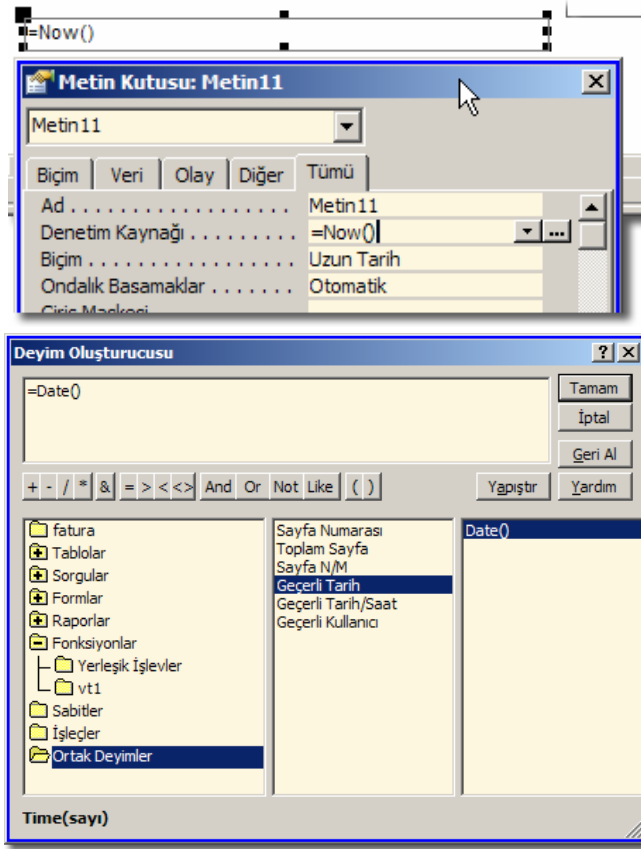 =Now()
Metin Kutusu: Metin11
Metin11
Biçim Veri Olay Diğer Tümü
Ad . . . . . . . . . . . . . . . . . . Metin11
Denetim Kaynağı . . . . . . . . . =Now()
Biçim . . . . . . . . . . . . . . . . . Uzun Tarih
Ondalık Basamaklar . . . . . . . Otomatik
Giriş Maskesi
Deyim Oluşturucusu
=Date()
Tamam
İptal
Geri Al
+ - / * & = > < <> And Or Not Like ( ) Yapıştır Yardım
fatura
Tablolar
Sorgular
Formlar
Raporlar
Fonksiyonlar
Yerleşik İşlevler
vt1
Sabitler
İşleçler
Ortak Deyimler
Sayfa Numarası
Toplam Sayfa
Sayfa N/M
Geçerli Tarih
Geçerli Tarih/Saat
Geçerli Kullanıcı
Date()
Time(sayı)